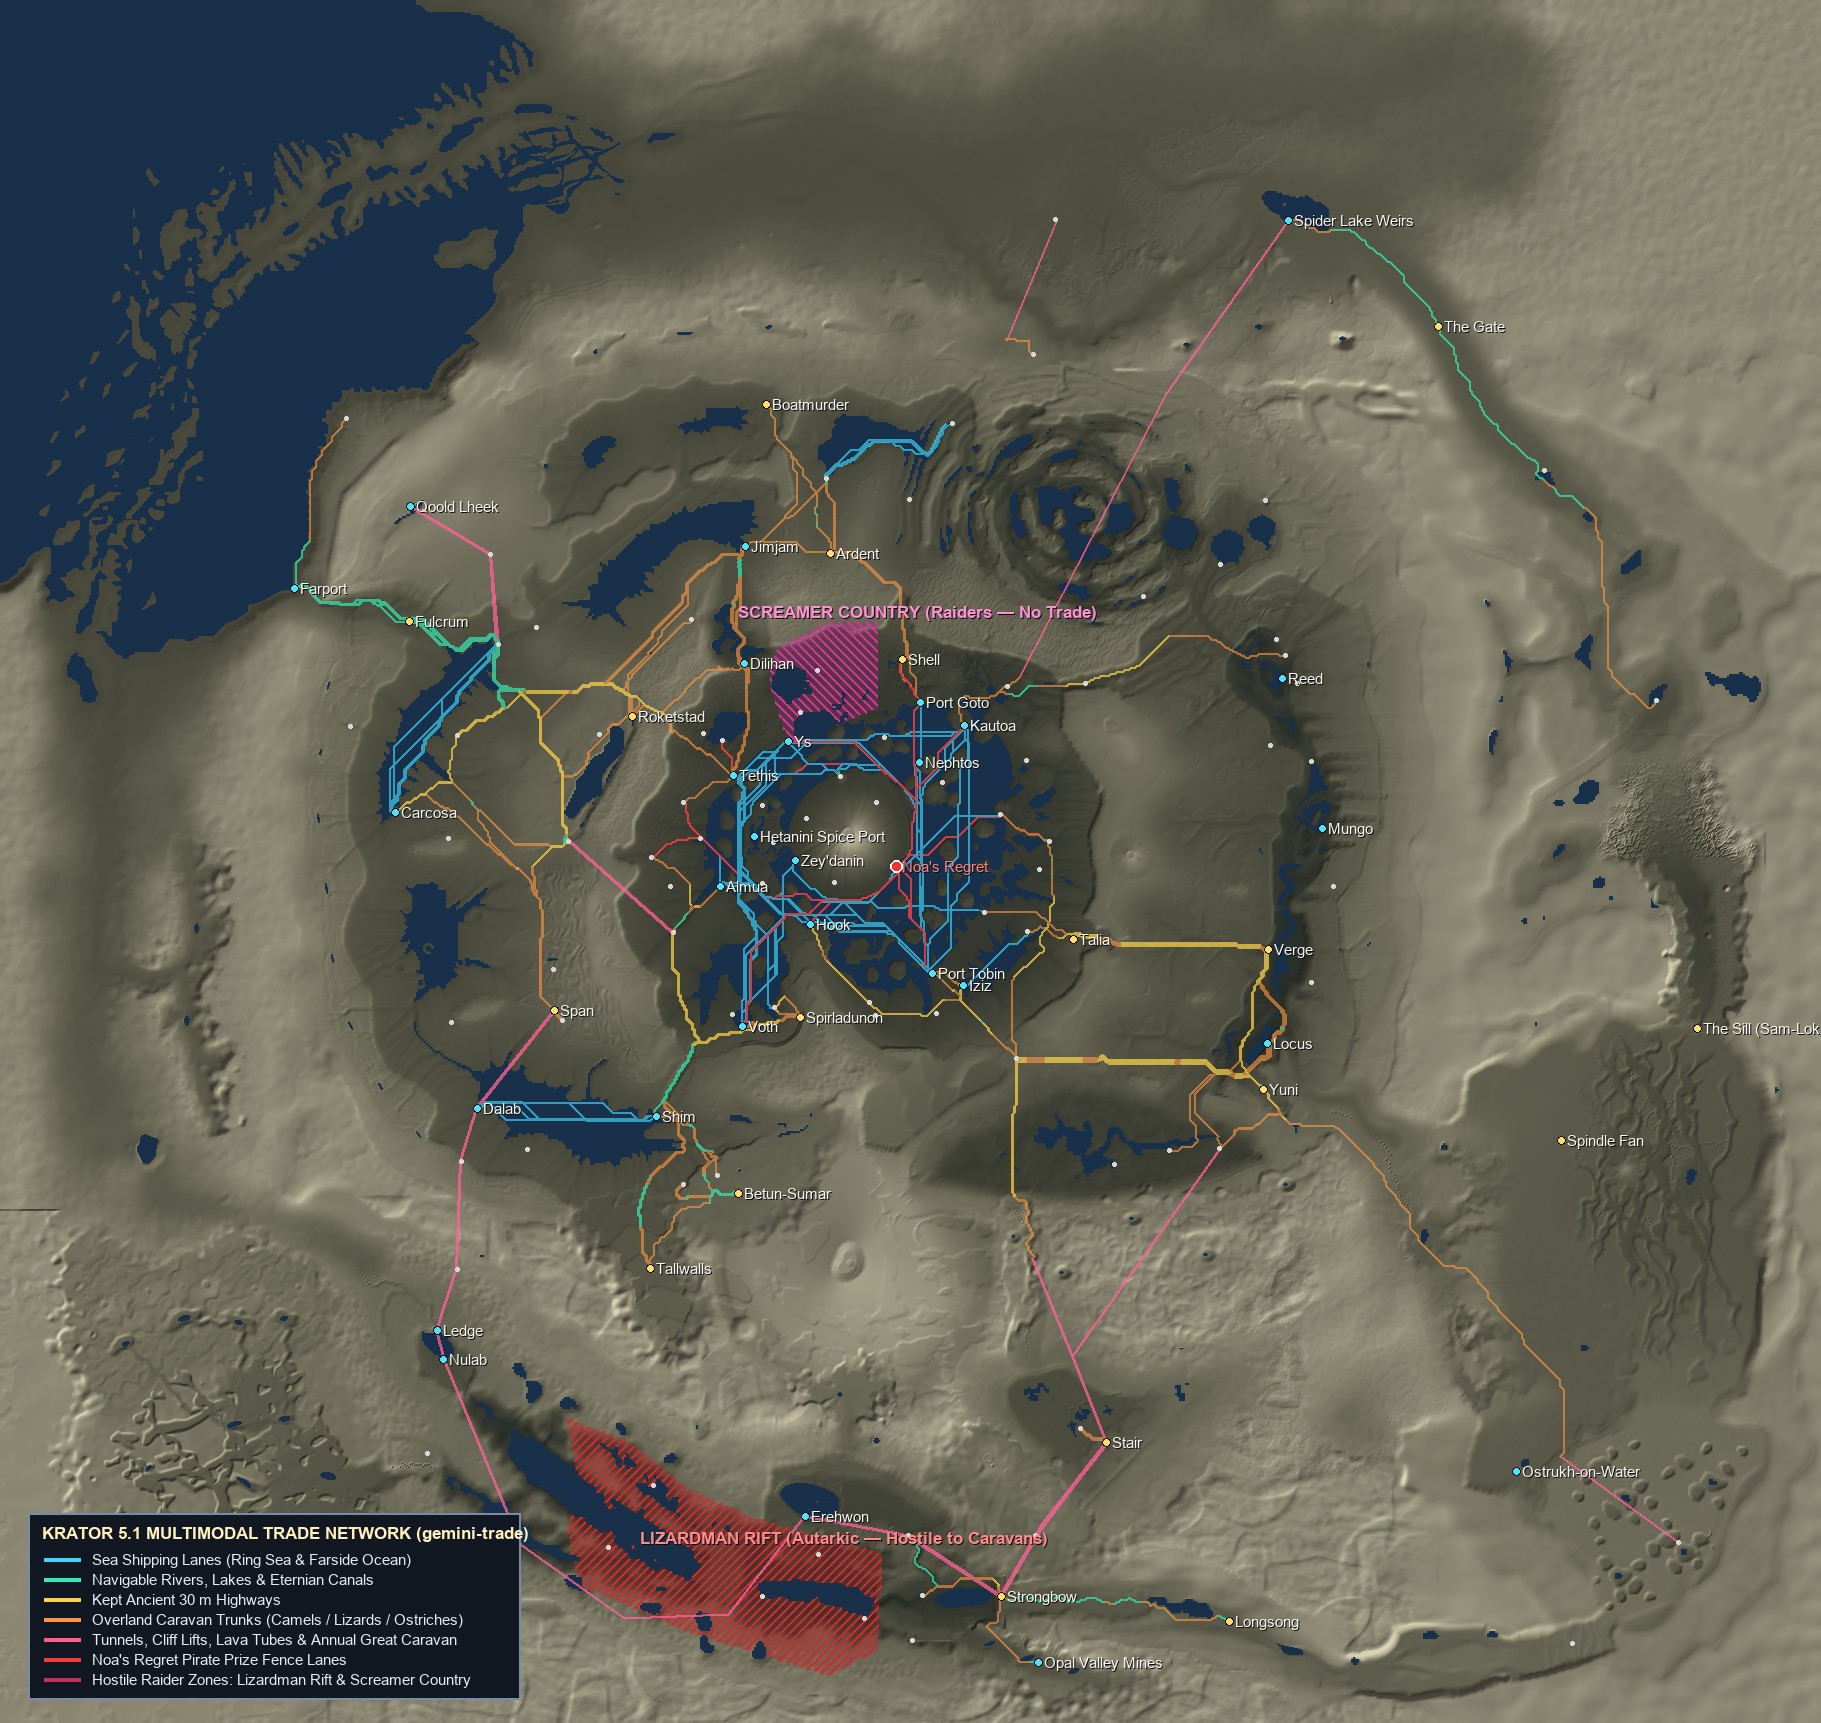 Spider Lake Weirs
The Gate
Boatmurder
Qoold Lheek
Jimjam
Ardent
Farport
Fulcrum
SCREAMER COUNTRY (Raiders — No Trade)
Dilihan
Shell
Reed
Port Goto
Roketstad
Kautoa
Ys
Nephtos
Tethis
Carcosa
Mungo
Hetanini Spice Port
Zey'danin
Noa's Regret
Almua
Hook
Talia
Verge
Port Tobin
Iziz
Span
Spirladunon
Voth
The Sill (Sam-Lok
Locus
Yuni
Dalab
Shim
Spindle Fan
Betun-Sumar
Tallwalls
Ledge
Nulab
Stair
Ostrukh-on-Water
Erehwon
LIZARDMAN RIFT (Autarkic — Hostile to Caravans)
Strongbow
Longsong
Opal Valley Mines
KRATOR 5.1 MULTIMODAL TRADE NETWORK (gemini-trade)
Sea Shipping Lanes (Ring Sea & Farside Ocean)
Navigable Rivers, Lakes & Eternian Canals
Kept Ancient 30 m Highways
Overland Caravan Trunks (Camels / Lizards / Ostriches)
Tunnels, Cliff Lifts, Lava Tubes & Annual Great Caravan
Noa's Regret Pirate Prize Fence Lanes
Hostile Raider Zones: Lizardman Rift & Screamer Country